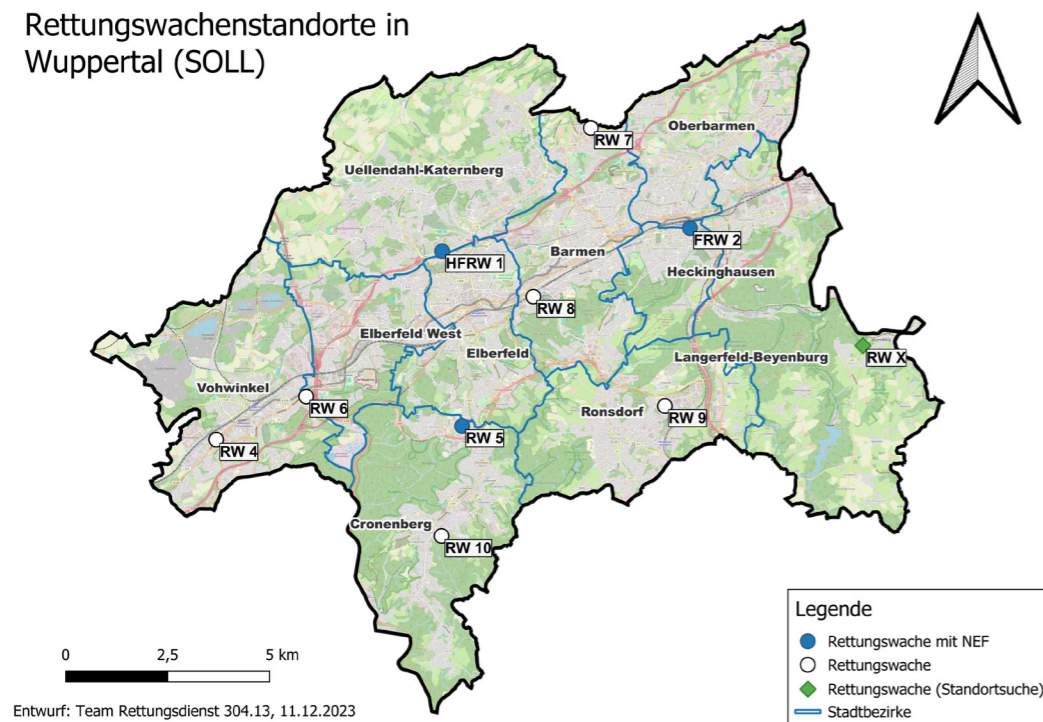 Rettungswachenstandorte in
Wuppertal (SOLL)
Oberbarmen
RW 7
Uellendahl-Katernberg
FRW 2
Barmen
HFRW 1
Heckinghausen
RW 8
Elberfeld West
Elberfeld
Langerfeld-Beyenburg
RW X
Vohwinkel
RW 6
Ronsdorf
RW 9
RW 5
RW 4
Cronenberg
RW 10
Legende
Rettungswache mit NEF
Rettungswache
Rettungswache (Standortsuche)
Stadtbezirke
0 2,5 5 km
Entwurf: Team Rettungsdienst 304.13, 11.12.2023